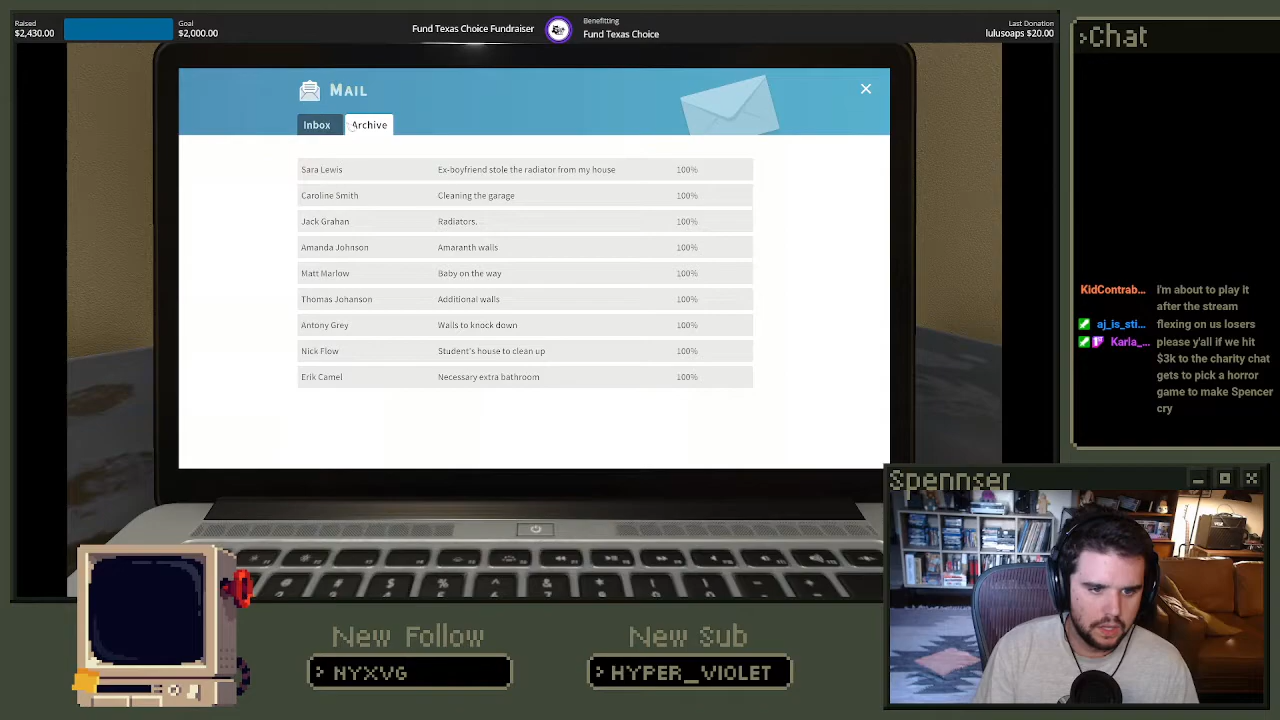 Raised
$2,430.00
Goal
$2,000.00
Fund Texas Choice Fundraiser
Benefitting
Fund Texas Choice
Last Donation
lulusoaps $20.00
Mail
Inbox
Archive
Sara Lewis Ex-boyfriend stole the radiator from my house 100%
Caroline Smith Cleaning the garage 100%
Jack Grahan Radiators. 100%
Amanda Johnson Amaranth walls 100%
Matt Marlow Baby on the way 100%
Thomas Johanson Additional walls 100%
Antony Grey Walls to knock down 100%
Nick Flow Student's house to clean up 100%
Erik Camel Necessary extra bathroom 100%
>Chat
KidContrab... i'm about to play it
after the stream
aj_is_sti... flexing on us losers
Karla_... please y'all if we hit
$3k to the charity chat
gets to pick a horror
game to make Spencer
cry
Spennser
New Follow
> NYXVG
New Sub
> HYPER_VIOLET